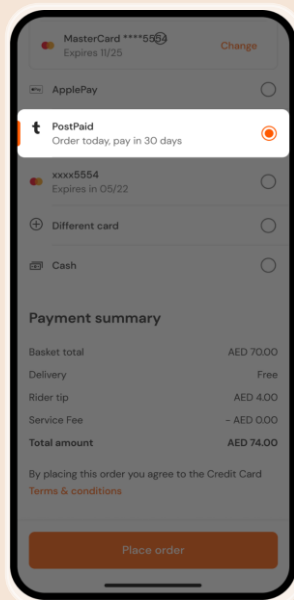 MasterCard ****5554
Expires 11/25
Change
Pay
ApplePay
t
PostPaid
Order today, pay in 30 days
xxxx5554
Expires in 05/22
Different card
Cash
Payment summary
Basket total AED 70.00
Delivery Free
Rider tip AED 4.00
Service Fee - AED 0.00
Total amount AED 74.00
By placing this order you agree to the Credit Card
Terms & conditions
Place order